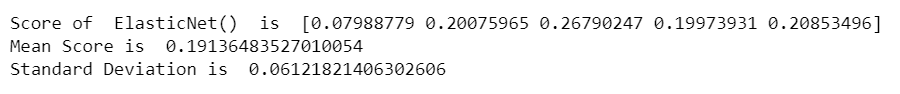 Score of  ElasticNet()  is  [0.07988779 0.20075965 0.26790247 0.19973931 0.20853496]
Mean Score is  0.19136483527010054
Standard Deviation is  0.06121821406302606